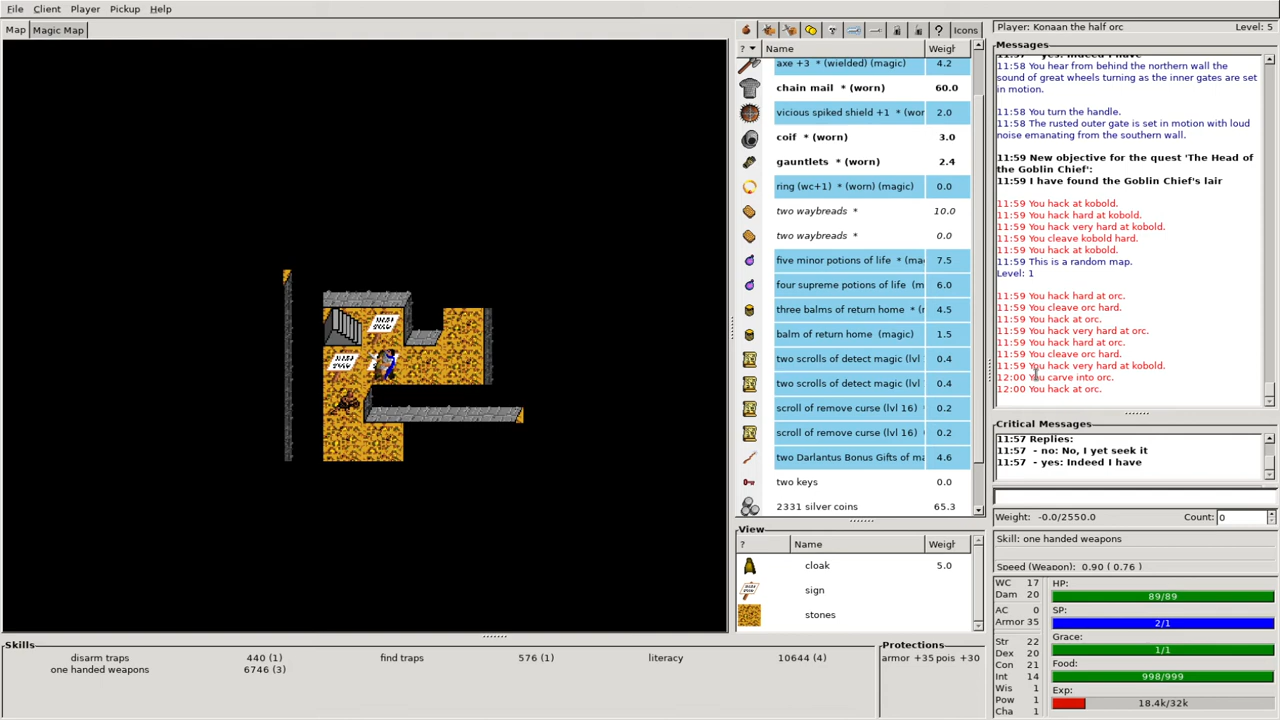 File Client Player Pickup Help
Map Magic Map
? Icons
? Name Weigh
axe +3 * (wielded) (magic) 4.2
chain mail * (worn) 60.0
vicious spiked shield +1 * (wor 2.0
coif * (worn) 3.0
gauntlets * (worn) 2.4
ring (wc+1) * (worn) (magic) 0.0
two waybreads * 10.0
two waybreads * 0.0
five minor potions of life * (ma 7.5
four supreme potions of life (m 6.0
three balms of return home * ( 4.5
balm of return home (magic) 1.5
two scrolls of detect magic (lvl 0.4
two scrolls of detect magic (lvl 0.4
scroll of remove curse (lvl 16) 0.2
scroll of remove curse (lvl 16) 0.2
two Darlantus Bonus Gifts of ma 4.6
two keys 0.0
2331 silver coins 65.3
View
? Name Weigh
cloak 5.0
sign
stones
Player: Konaan the half orc Level: 5
Messages
11:57 - yes: Indeed I have
11:58 You hear from behind the northern wall the
sound of great wheels turning as the inner gates are set
in motion.
11:58 You turn the handle.
11:58 The rusted outer gate is set in motion with loud
noise emanating from the southern wall.
11:59 New objective for the quest 'The Head of
the Goblin Chief':
11:59 I have found the Goblin Chief's lair
11:59 You hack at kobold.
11:59 You hack hard at kobold.
11:59 You hack very hard at kobold.
11:59 You cleave kobold hard.
11:59 You hack at kobold.
11:59 This is a random map.
Level: 1
11:59 You hack hard at orc.
11:59 You cleave orc hard.
11:59 You hack at orc.
11:59 You hack very hard at orc.
11:59 You hack hard at orc.
11:59 You cleave orc hard.
11:59 You hack very hard at kobold.
12:00 You carve into orc.
12:00 You hack at orc.
Critical Messages
11:57 Replies:
11:57 - no: No, I yet seek it
11:57 - yes: Indeed I have
Weight: -0.0/2550.0 Count: 0
Skill: one handed weapons
Speed (Weapon): 0.90 ( 0.76 )
WC 17
Dam 20
AC 0
Armor 35
Str 22
Dex 20
Con 21
Int 14
Wis 1
Pow 1
Cha 1
HP:
89/89
SP:
2/1
Grace:
1/1
Food:
998/999
Exp:
18.4k/32k
Skills
disarm traps 440 (1) find traps 576 (1) literacy 10644 (4)
one handed weapons 6746 (3)
Protections
armor +35 pois +30